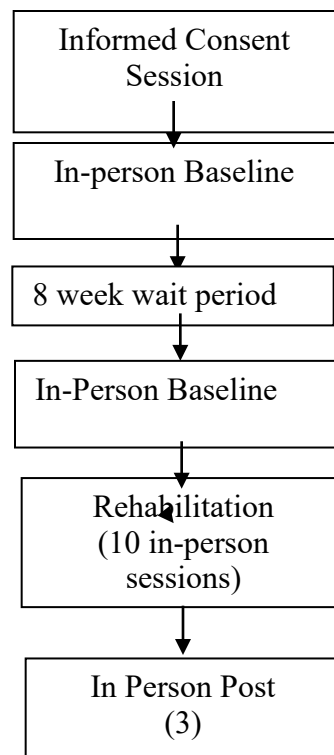 Informed Consent
Session
In-person Baseline
8 week wait period
In-Person Baseline
Rehabilitation
(10 in-person
sessions)
In Person Post
(3)